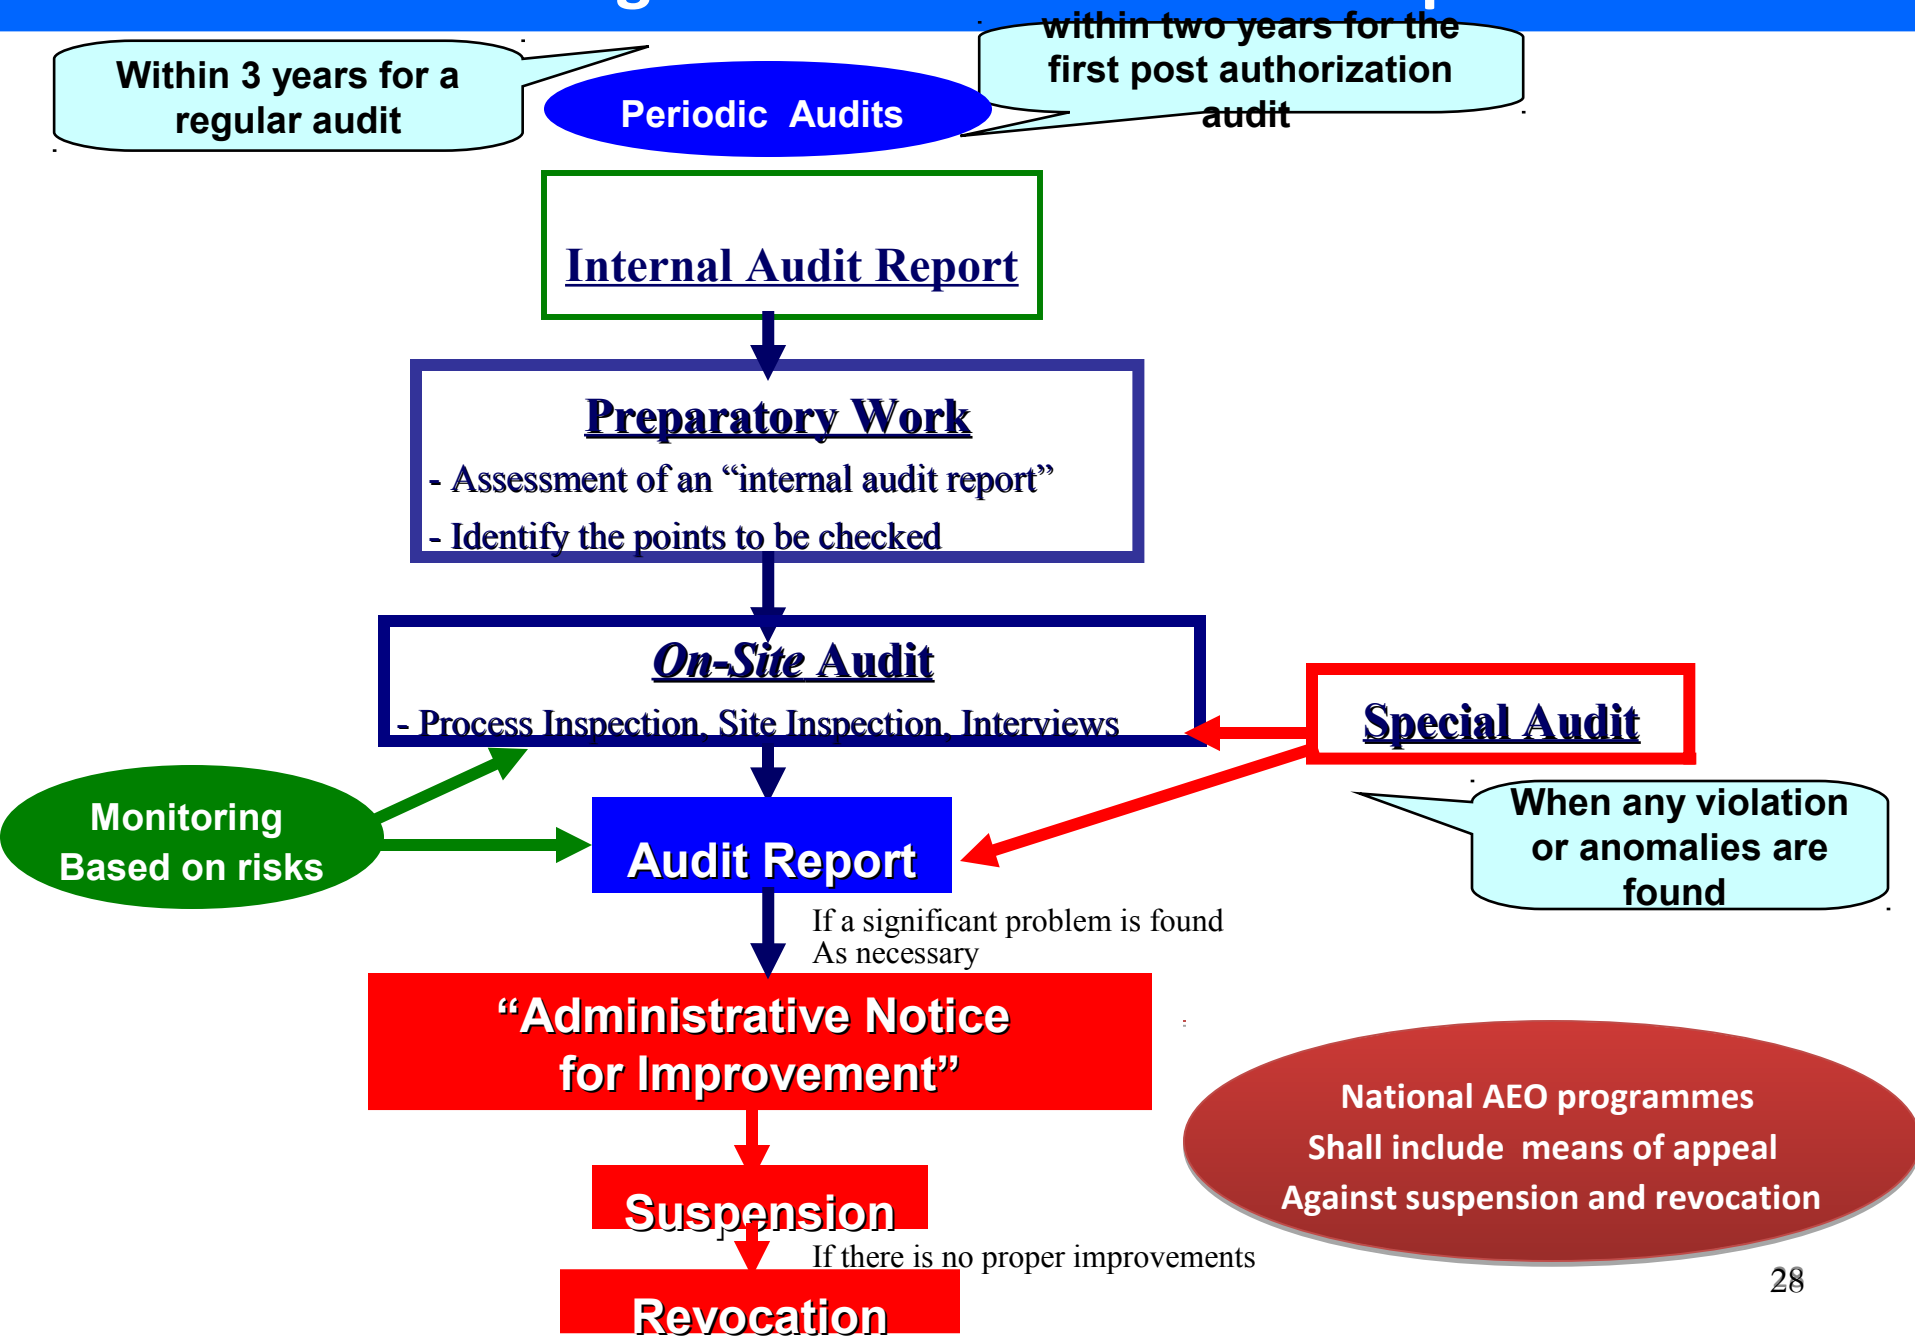 within two years for the
first post authorization
audit
Within 3 years for a
regular audit
Periodic Audits
Internal Audit Report
Preparatory Work
- Assessment of an “internal audit report”
- Identify the points to be checked
On-Site Audit
- Process Inspection, Site Inspection, Interviews
Special Audit
When any violation
or anomalies are
found
Monitoring
Based on risks
Audit Report
If a significant problem is found
As necessary
“Administrative Notice
for Improvement”
National AEO programmes
Shall include means of appeal
Against suspension and revocation
Suspension
If there is no proper improvements
Revocation
28